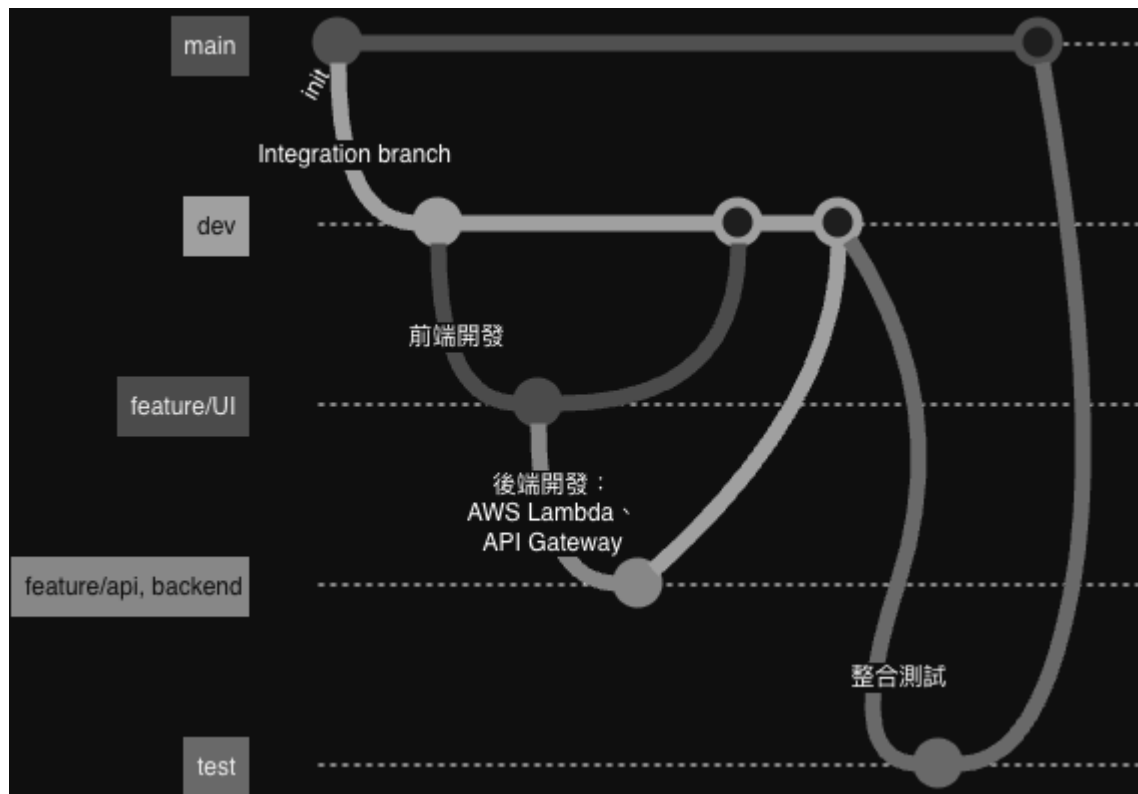 main
init
Integration branch
dev
前端開發
feature/UI
後端開發：
AWS Lambda、
API Gateway
feature/api, backend
整合測試
test